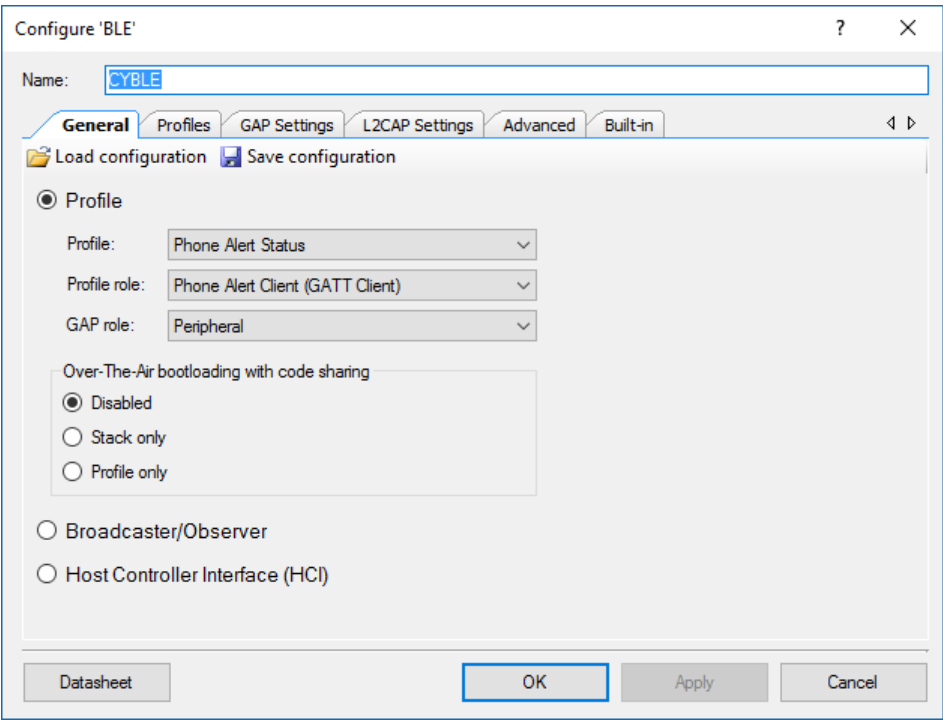 Configure 'BLE'
?
Name: CYBLE
General Profiles GAP Settings L2CAP Settings Advanced Built-in
Load configuration Save configuration
Profile
Profile: Phone Alert Status
Profile role: Phone Alert Client (GATT Client)
GAP role: Peripheral
Over-The-Air bootloading with code sharing
Disabled
Stack only
Profile only
Broadcaster/Observer
Host Controller Interface (HCI)
Datasheet OK Apply Cancel